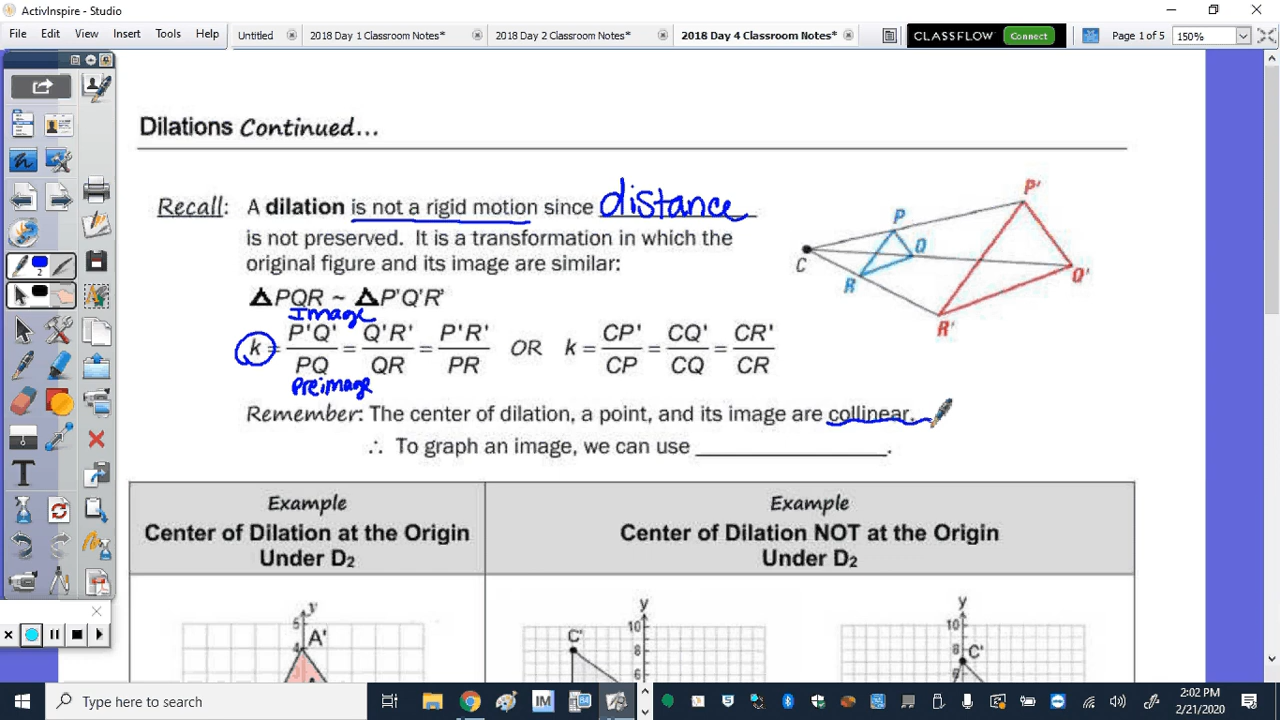 ActivInspire - Studio
File Edit View Insert Tools Help
Untitled 2018 Day 1 Classroom Notes* 2018 Day 2 Classroom Notes* 2018 Day 4 Classroom Notes* CLASSFLOW Connect Page 1 of 5 150%
Dilations Continued...
Recall: A dilation is not a rigid motion since distance
is not preserved. It is a transformation in which the
original figure and its image are similar:
△PQR ~ △P'Q'R'
Image
k = P'Q'/PQ = Q'R'/QR = P'R'/PR OR k = CP'/CP = CQ'/CQ = CR'/CR
Preimage
Remember: The center of dilation, a point, and its image are collinear.
∴ To graph an image, we can use ________________.
P'
P
Q
C
R
Q'
R'
Example
Center of Dilation at the Origin
Under D2
Example
Center of Dilation NOT at the Origin
Under D2
y
5
A'
4
y
10
C'
8
6
y
10
8
C'
6
2
T
Type here to search
IM
2:02 PM
2/21/2020